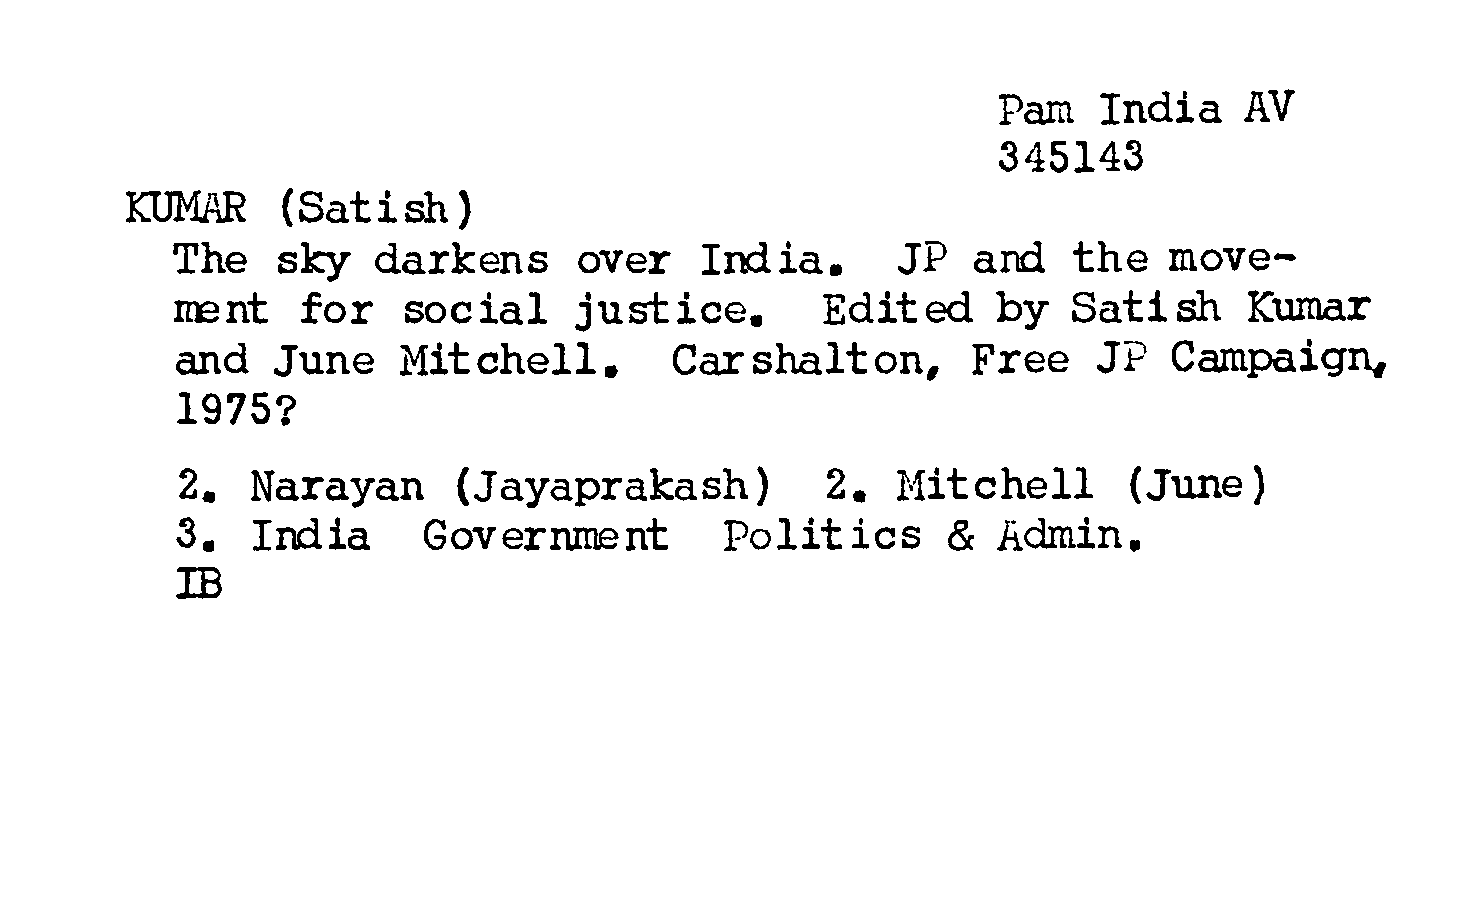 Pam India AV
345143
KUMAR (Satish)
The sky darkens over India. JP and the move-
ment for social justice. Edited by Satish Kumar
and June Mitchell. Carshalton, Free JP Campaign,
1975?
2. Narayan (Jayaprakash) 2. Mitchell (June)
3. India Government Politics & Admin.
IB